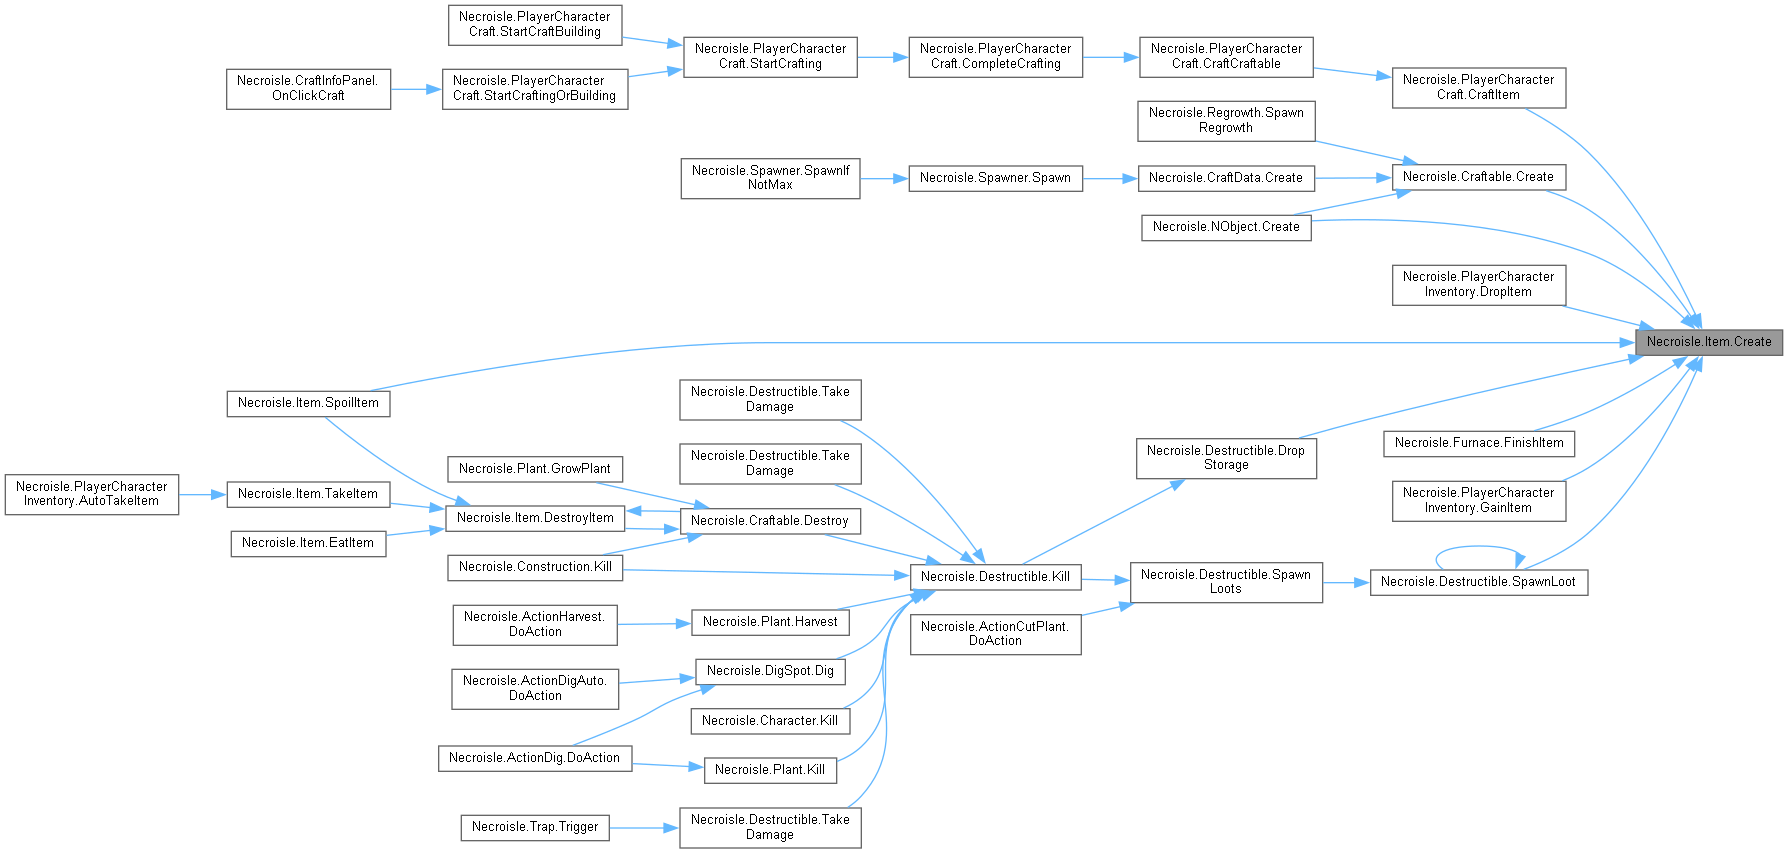 Necroisle.PlayerCharacter
Craft.StartCraftBuilding
Necroisle.PlayerCharacter
Craft.StartCrafting
Necroisle.PlayerCharacter
Craft.CompleteCrafting
Necroisle.PlayerCharacter
Craft.CraftCraftable
Necroisle.CraftInfoPanel.
OnClickCraft
Necroisle.PlayerCharacter
Craft.StartCraftingOrBuilding
Necroisle.PlayerCharacter
Craft.CraftItem
Necroisle.Regrowth.Spawn
Regrowth
Necroisle.Spawner.SpawnIf
NotMax
Necroisle.Spawner.Spawn
Necroisle.CraftData.Create
Necroisle.Craftable.Create
Necroisle.NObject.Create
Necroisle.PlayerCharacter
Inventory.DropItem
Necroisle.Item.Create
Necroisle.Item.SpoilItem
Necroisle.Destructible.Take
Damage
Necroisle.Destructible.Take
Damage
Necroisle.Destructible.Drop
Storage
Necroisle.Furnace.FinishItem
Necroisle.PlayerCharacter
Inventory.AutoTakeItem
Necroisle.Item.TakeItem
Necroisle.Plant.GrowPlant
Necroisle.PlayerCharacter
Inventory.GainItem
Necroisle.Item.EatItem
Necroisle.Item.DestroyItem
Necroisle.Craftable.Destroy
Necroisle.Construction.Kill
Necroisle.Destructible.Kill
Necroisle.Destructible.Spawn
Loots
Necroisle.Destructible.SpawnLoot
Necroisle.ActionHarvest.
DoAction
Necroisle.Plant.Harvest
Necroisle.ActionCutPlant.
DoAction
Necroisle.ActionDigAuto.
DoAction
Necroisle.DigSpot.Dig
Necroisle.Character.Kill
Necroisle.ActionDig.DoAction
Necroisle.Plant.Kill
Necroisle.Trap.Trigger
Necroisle.Destructible.Take
Damage